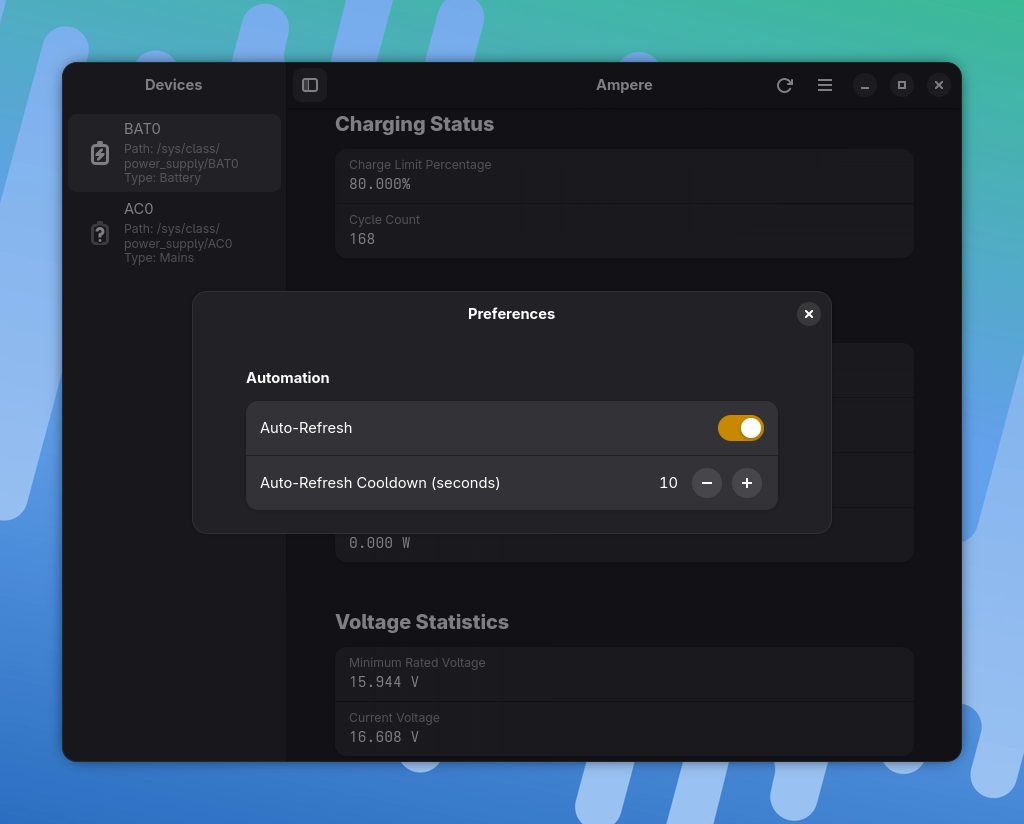 Devices
Ampere
BAT0
Path: /sys/class/
power_supply/BAT0
Type: Battery
AC0
Path: /sys/class/
power_supply/AC0
Type: Mains
Charging Status
Charge Limit Percentage
80.000%
Cycle Count
168
Preferences
Automation
Auto-Refresh
Auto-Refresh Cooldown (seconds)
10
0.000 W
Voltage Statistics
Minimum Rated Voltage
15.944 V
Current Voltage
16.608 V